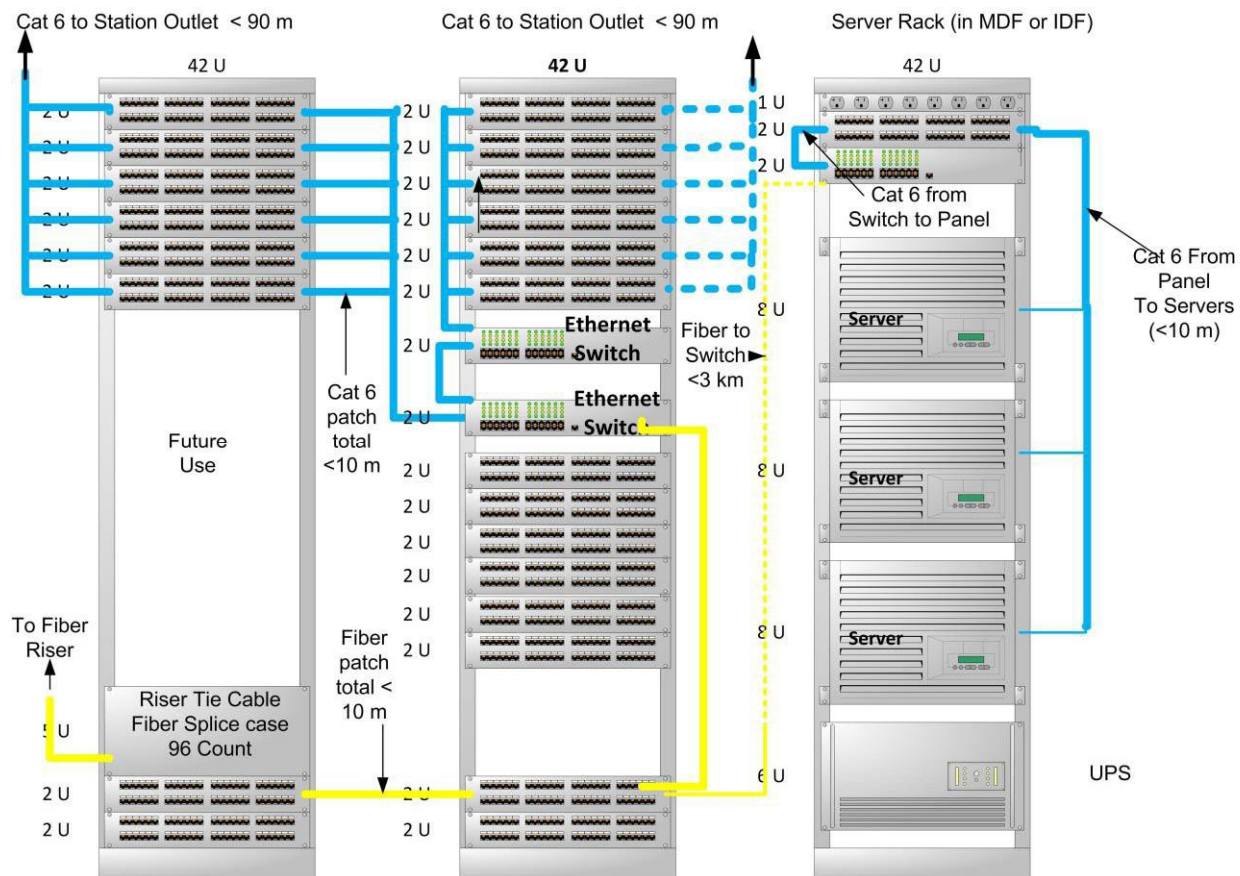 Cat 6 to Station Outlet < 90 m
Cat 6 to Station Outlet < 90 m
Server Rack (in MDF or IDF)
42 U
42 U
42 U
2 U
2 U
2 U
2 U
2 U
2 U
Cat 6
patch
total
<10 m
Future
Use
To Fiber
Riser
5 U
Riser Tie Cable
Fiber Splice case
96 Count
2 U
2 U
Fiber
patch
total <
10 m
2 U
2 U
2 U
2 U
2 U
2 U
2 U
Ethernet
Switch
2 U
Ethernet
Switch
2 U
2 U
2 U
2 U
2 U
2 U
2 U
2 U
1 U
2 U
2 U
Cat 6 from
Switch to Panel
Cat 6 From
Panel
To Servers
(<10 m)
Fiber to
Switch
<3 km
8 U
Server
8 U
Server
8 U
Server
6 U
UPS